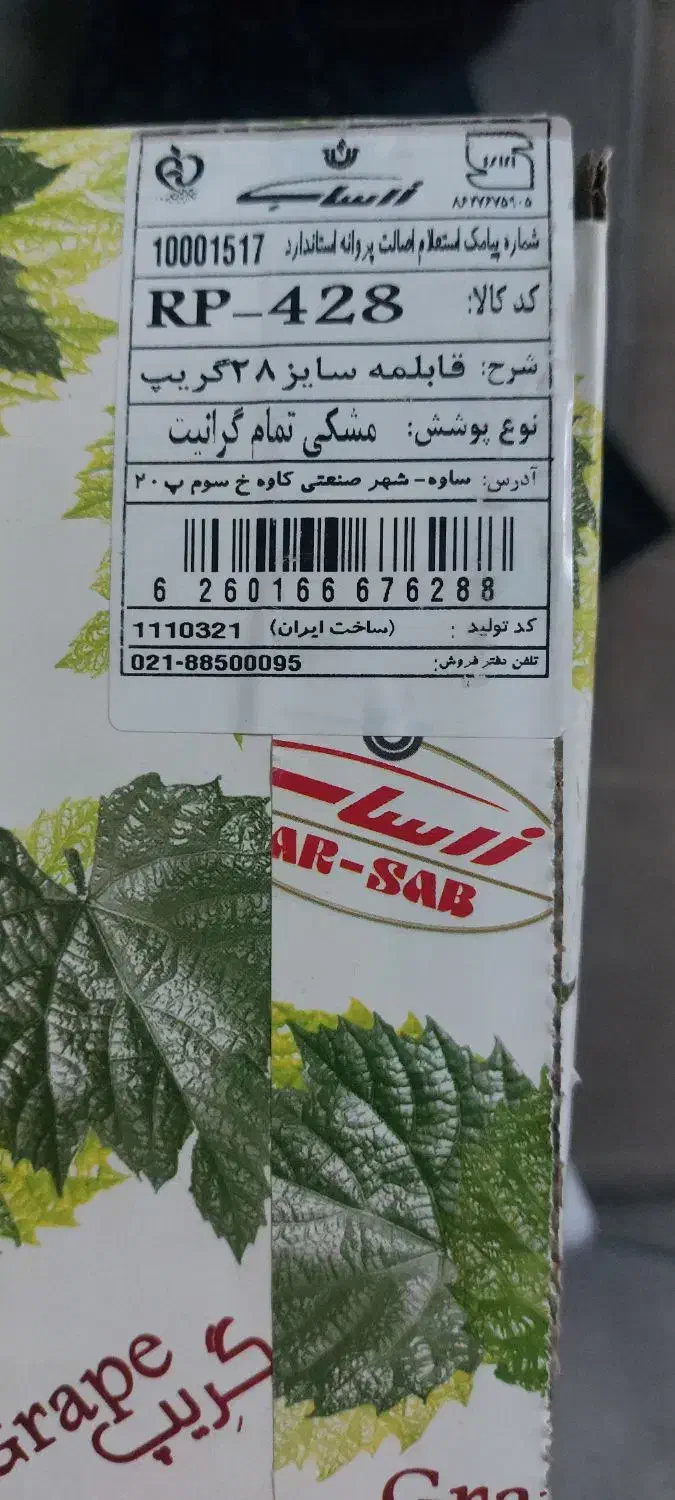 زرساب
۸۶۲۷۶۷۵۹۰۵
شماره پیامک استعلام اصالت پروانه استاندارد 10001517
کد کالا: RP-428
شرح: قابلمه سایز ۲۸ گریپ
نوع پوشش: مشکی تمام گرانیت
آدرس: ساوه- شهر صنعتی کاوه خ سوم پ ۲۰
6 260166 676288
کد تولید : (ساخت ایران) 1110321
تلفن دفتر فروش: 021-88500095
زرساب
AR-SAB
Grape
گریپ
Gra